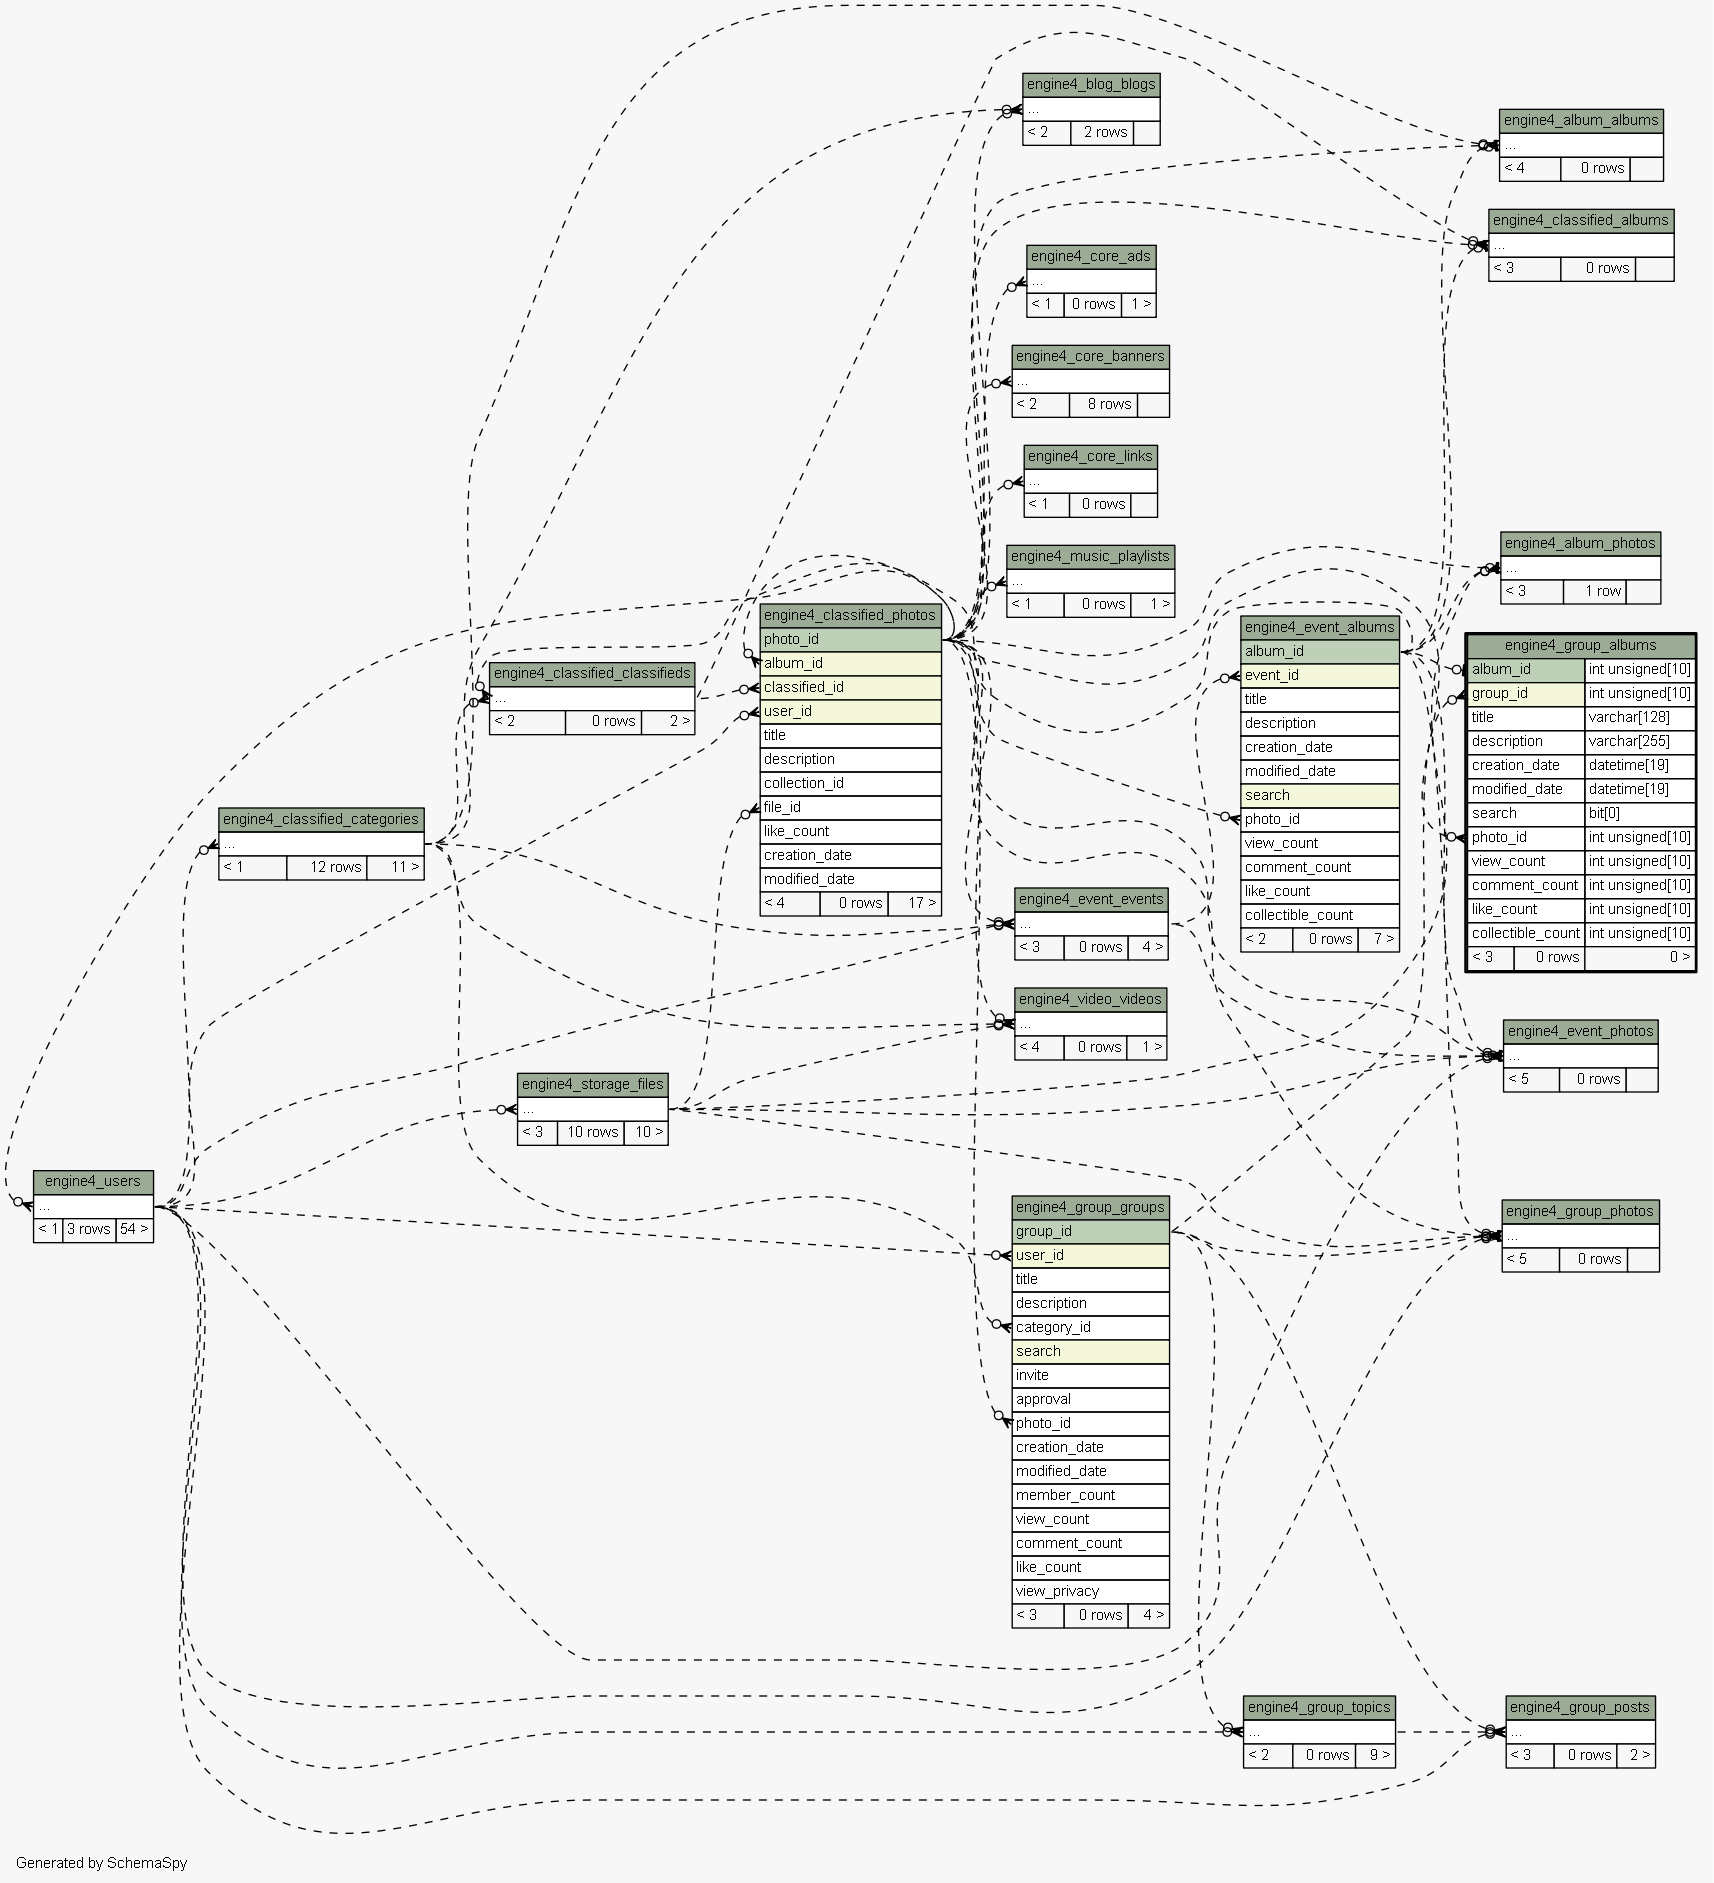 engine4_blog_blogs
...
< 2 2 rows
engine4_album_albums
...
< 4 0 rows
engine4_classified_albums
...
< 3 0 rows
engine4_core_ads
...
< 1 0 rows 1 >
engine4_core_banners
...
< 2 8 rows
engine4_core_links
...
< 1 0 rows
engine4_music_playlists
...
< 1 0 rows 1 >
engine4_album_photos
...
< 3 1 row
engine4_classified_photos
photo_id
album_id
classified_id
user_id
title
description
collection_id
file_id
like_count
creation_date
modified_date
< 4 0 rows 17 >
engine4_event_albums
album_id
event_id
title
description
creation_date
modified_date
search
photo_id
view_count
comment_count
like_count
collectible_count
< 2 0 rows 7 >
engine4_group_albums
album_id int unsigned[10]
group_id int unsigned[10]
title varchar[128]
description varchar[255]
creation_date datetime[19]
modified_date datetime[19]
search bit[0]
photo_id int unsigned[10]
view_count int unsigned[10]
comment_count int unsigned[10]
like_count int unsigned[10]
collectible_count int unsigned[10]
< 3 0 rows 0 >
engine4_classified_classifieds
...
< 2 0 rows 2 >
engine4_classified_categories
...
< 1 12 rows 11 >
engine4_event_events
...
< 3 0 rows 4 >
engine4_video_videos
...
< 4 0 rows 1 >
engine4_event_photos
...
< 5 0 rows
engine4_storage_files
...
< 3 10 rows 10 >
engine4_users
...
< 1 3 rows 54 >
engine4_group_groups
group_id
user_id
title
description
category_id
search
invite
approval
photo_id
creation_date
modified_date
member_count
view_count
comment_count
like_count
view_privacy
< 3 0 rows 4 >
engine4_group_photos
...
< 5 0 rows
engine4_group_topics
...
< 2 0 rows 9 >
engine4_group_posts
...
< 3 0 rows 2 >
Generated by SchemaSpy